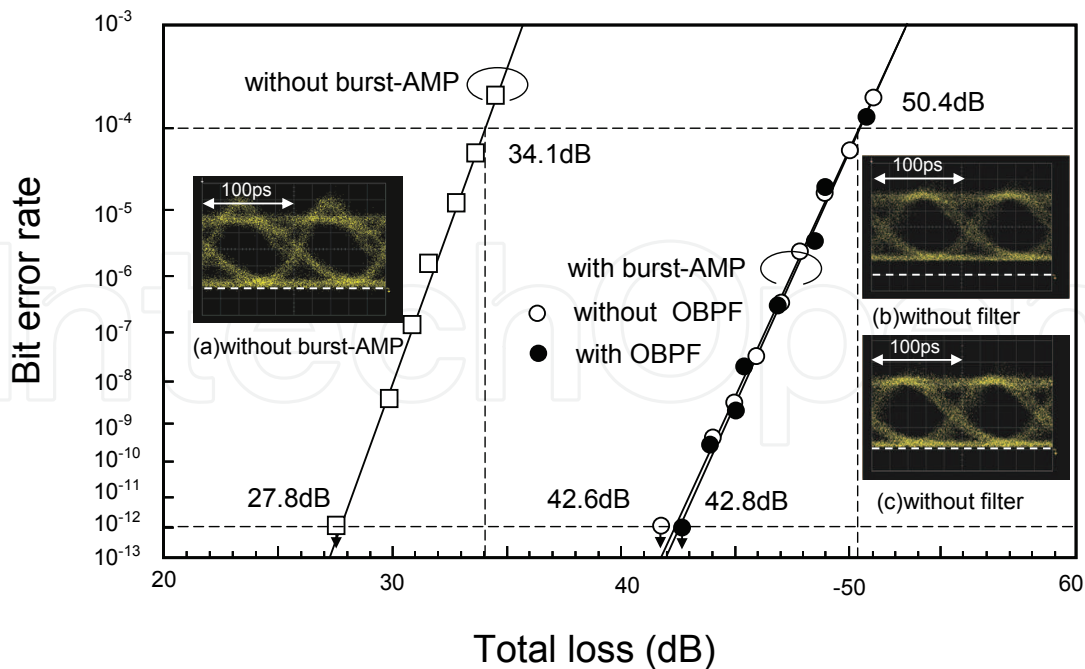 Bit error rate
10-3
10-4
10-5
10-6
10-7
10-8
10-9
10-10
10-11
10-12
10-13
without burst-AMP
34.1dB
50.4dB
100ps
(a)without burst-AMP
with burst-AMP
without OBPF
with OBPF
100ps
(b)without filter
100ps
(c)without filter
27.8dB
42.6dB
42.8dB
20
30
40
-50
60
Total loss (dB)
IntechOpen